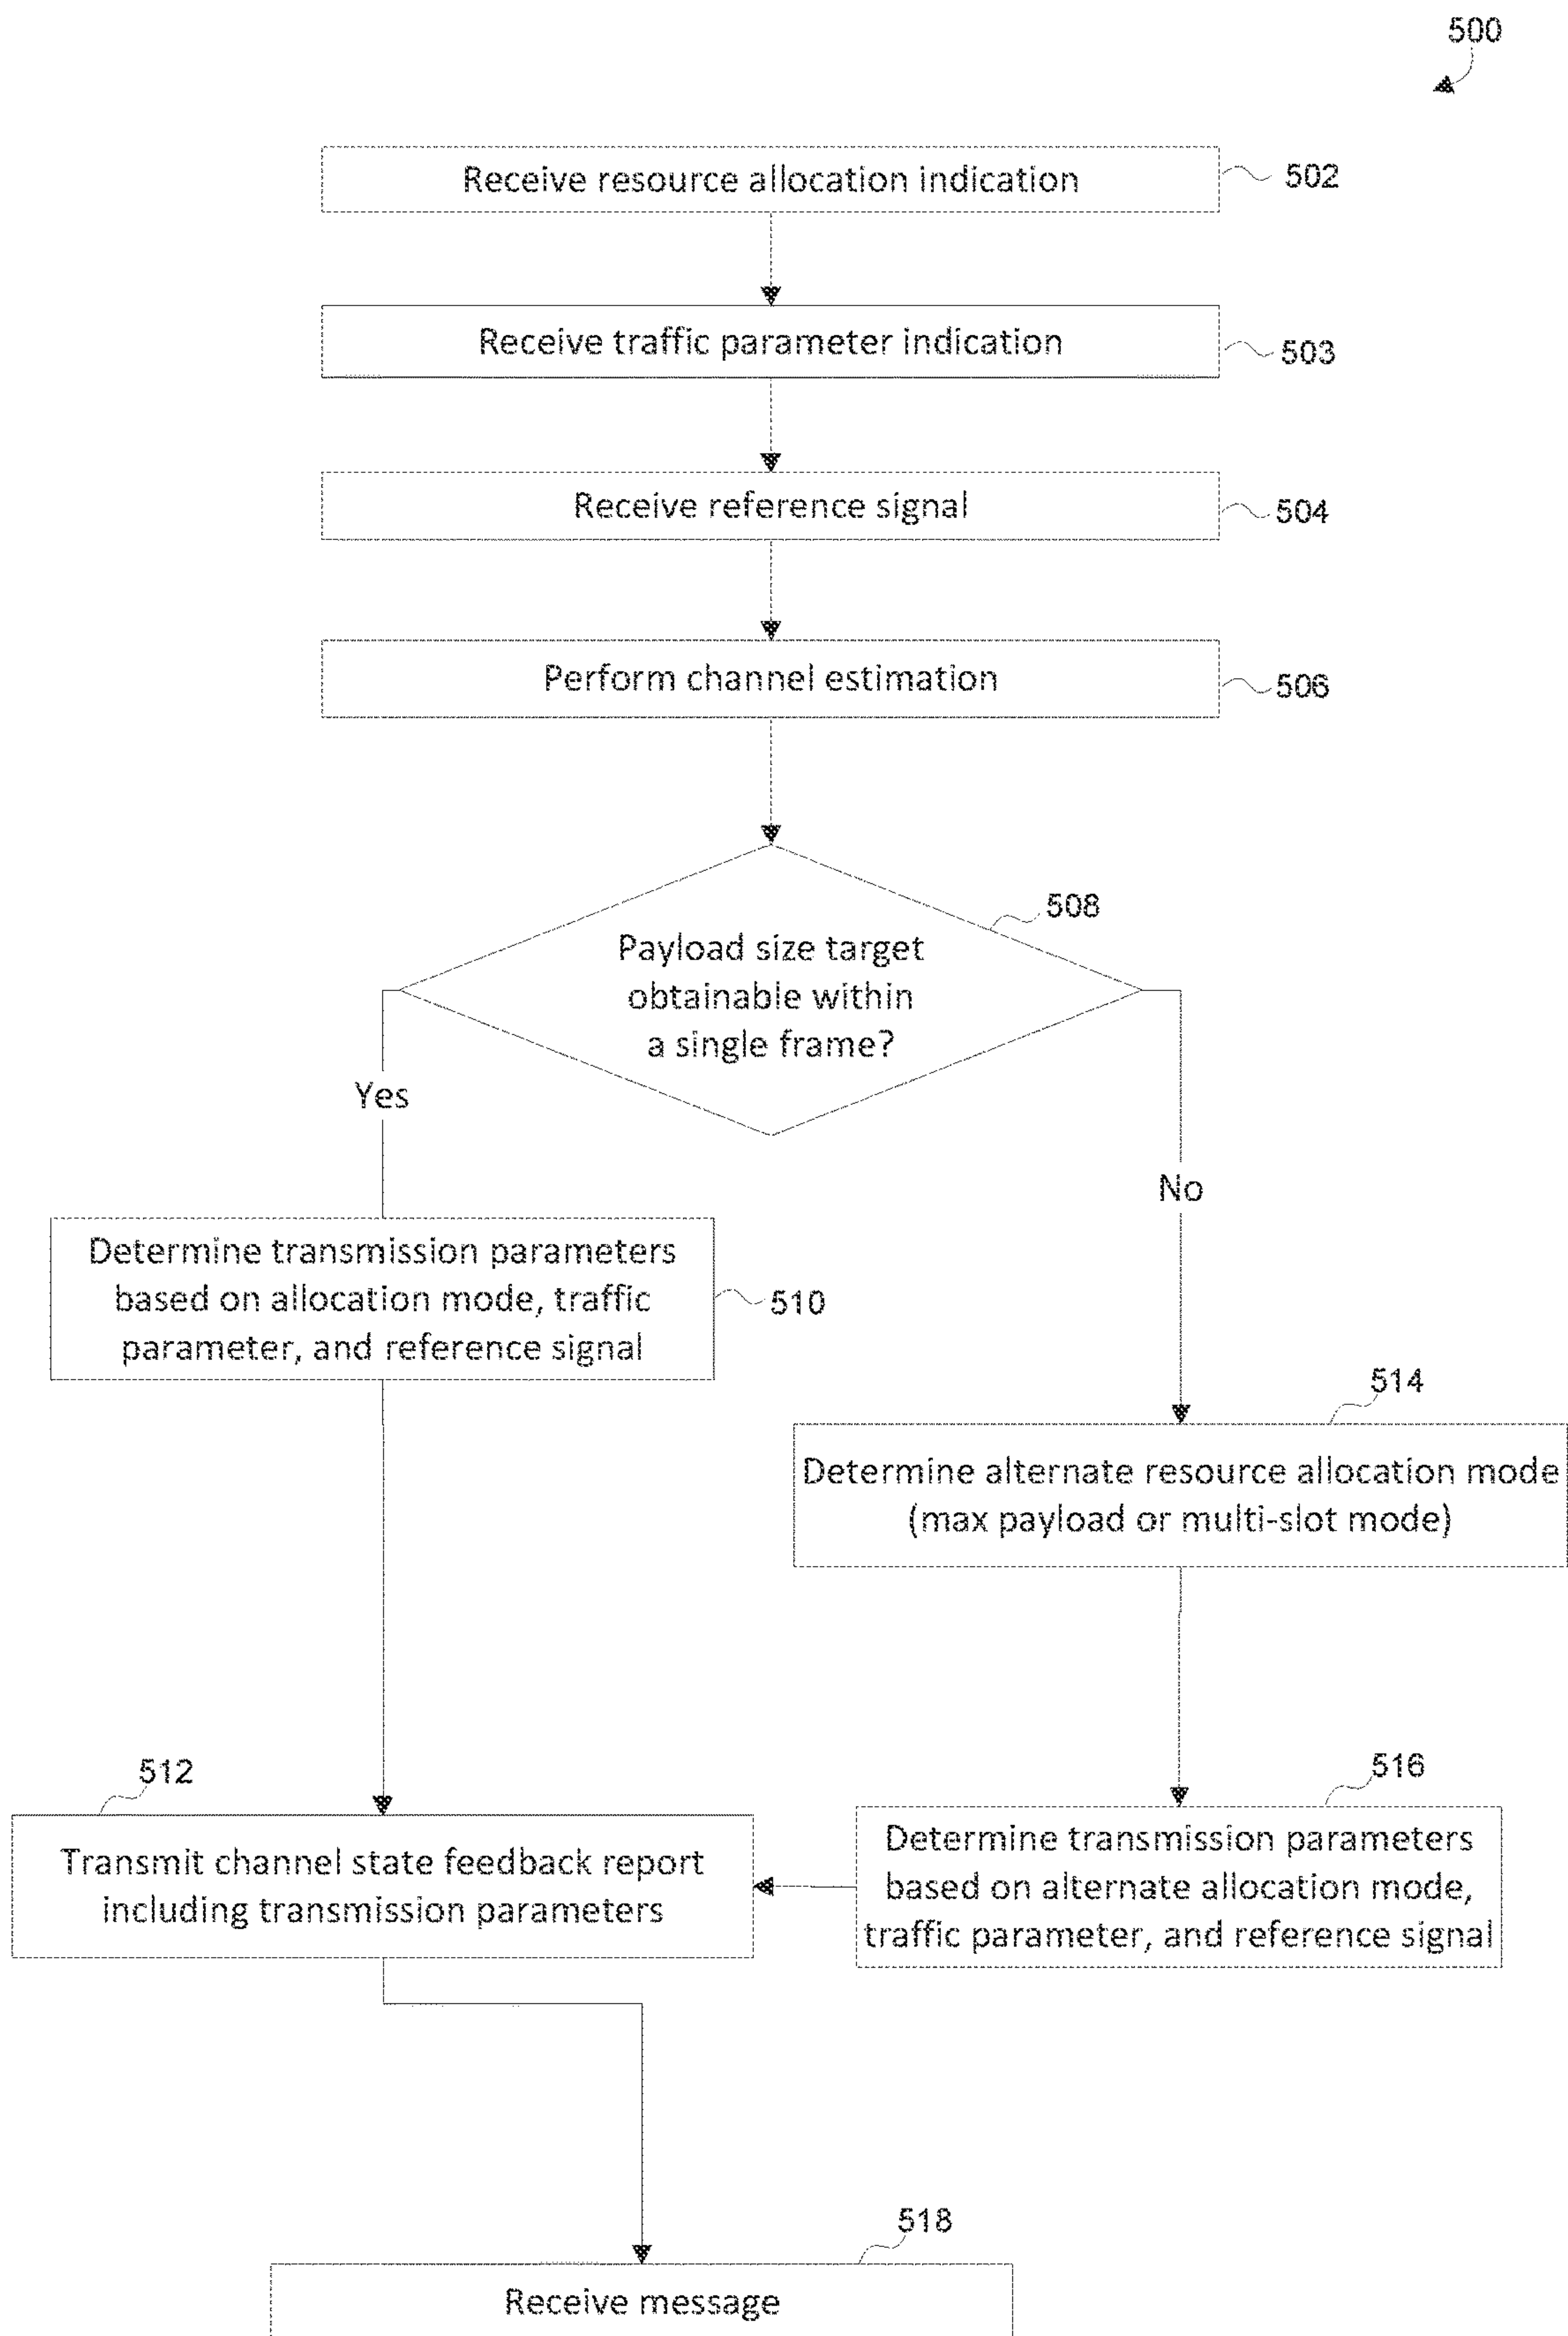 500
Receive resource allocation indication
502
Receive traffic parameter indication
503
Receive reference signal
504
Perform channel estimation
506
508
Payload size target
obtainable within
a single frame?
Yes
No
Determine transmission parameters
based on allocation mode, traffic
parameter, and reference signal
510
514
Determine alternate resource allocation mode
(max payload or multi-slot mode)
512
Transmit channel state feedback report
including transmission parameters
516
Determine transmission parameters
based on alternate allocation mode,
traffic parameter, and reference signal
518
Receive message